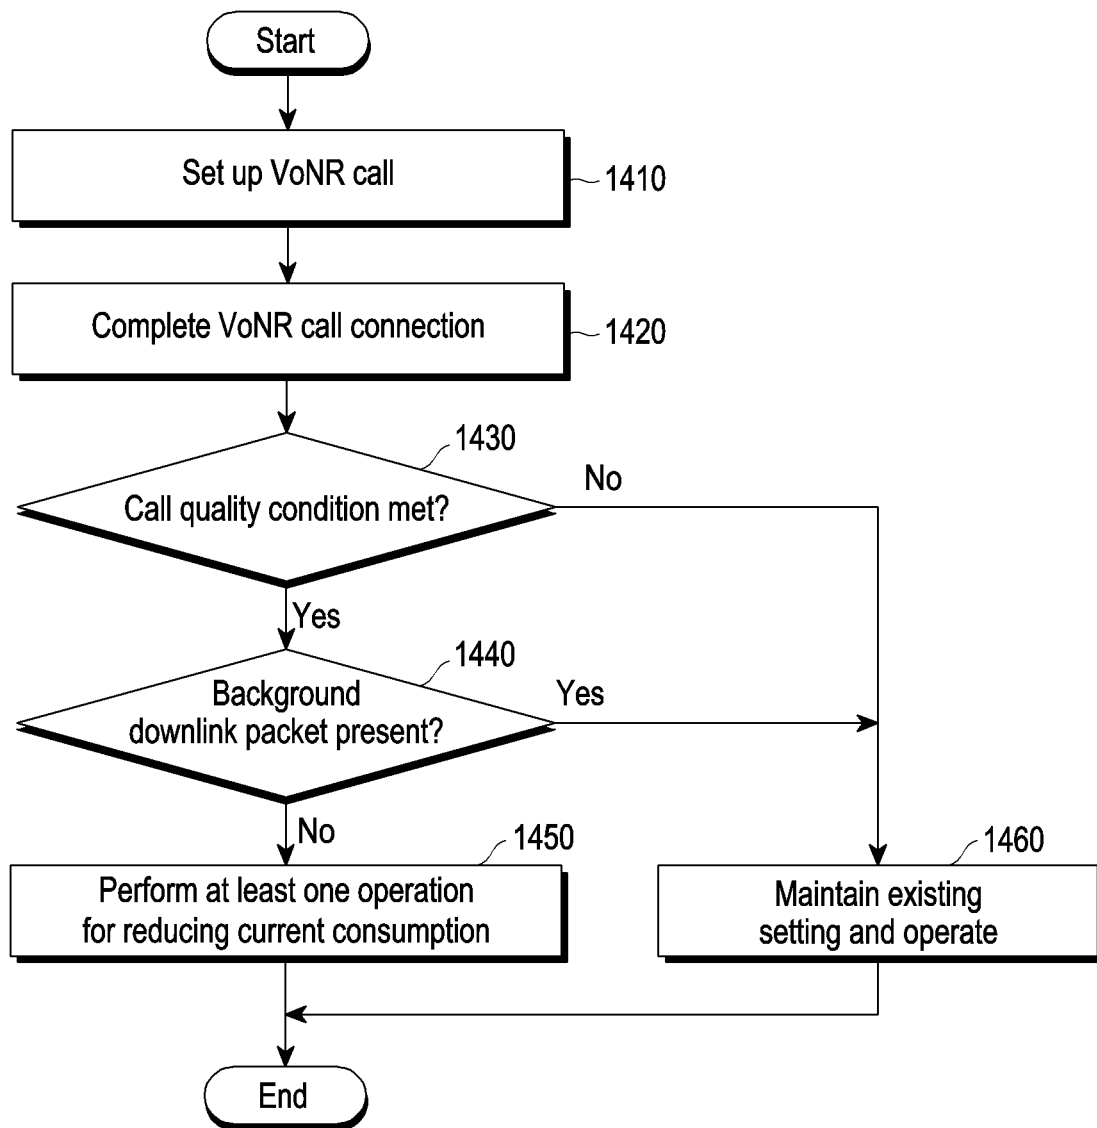 Start
Set up VoNR call
1410
Complete VoNR call connection
1420
1430
Call quality condition met?
No
Yes
1440
Background
downlink packet present?
Yes
No
1450
Perform at least one operation
for reducing current consumption
1460
Maintain existing
setting and operate
End